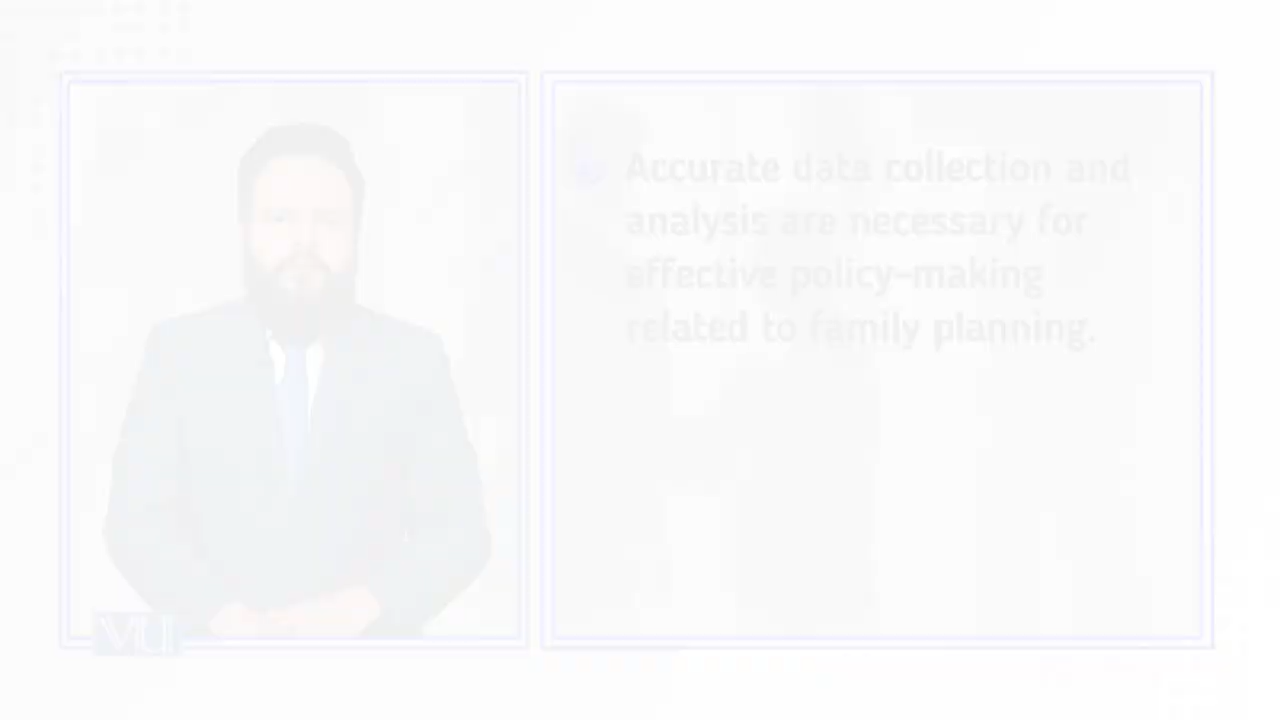 Accurate data collection and
analysis are necessary for
effective policy-making
related to family planning.
VU